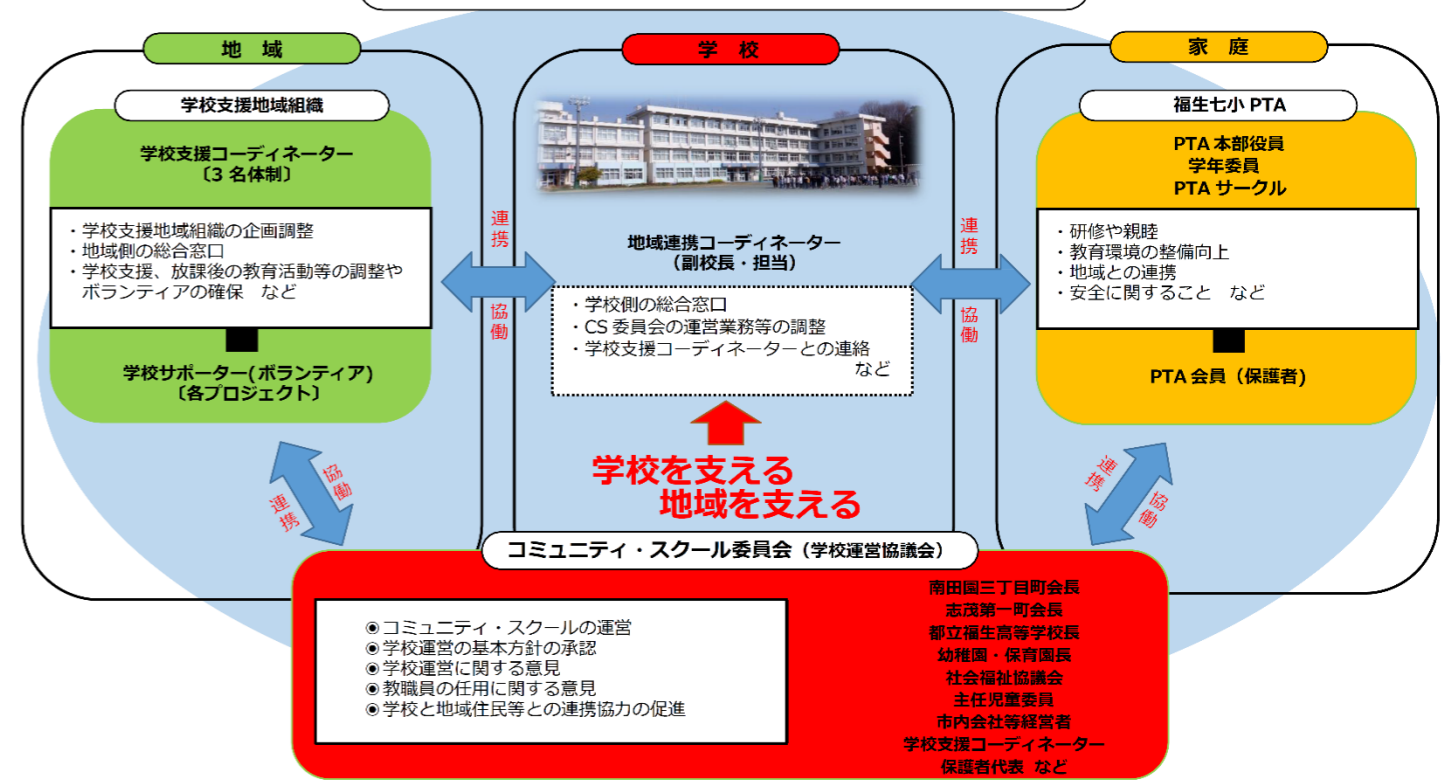 地 域
学校支援地域組織
学校支援コーディネーター
〔3 名体制〕
・学校支援地域組織の企画調整
・地域側の総合窓口
・学校支援、放課後の教育活動等の調整や
ボランティアの確保 など
学校サポーター(ボランティア)
〔各プロジェクト〕
連携
協働
学 校
地域連携コーディネーター
（副校長・担当）
・学校側の総合窓口
・CS 委員会の運営業務等の調整
・学校支援コーディネーターとの連絡
など
連携
協働
家 庭
福生七小 PTA
PTA 本部役員
学年委員
PTA サークル
・研修や親睦
・教育環境の整備向上
・地域との連携
・安全に関すること など
PTA 会員（保護者)
協働
連携
学校を支える
地域を支える
連携
協働
コミュニティ・スクール委員会（学校運営協議会）
◉コミュニティ・スクールの運営
◉学校運営の基本方針の承認
◉学校運営に関する意見
◉教職員の任用に関する意見
◉学校と地域住民等との連携協力の促進
南田園三丁目町会長
志茂第一町会長
都立福生高等学校長
幼稚園・保育園長
社会福祉協議会
主任児童委員
市内会社等経営者
学校支援コーディネーター
保護者代表 など